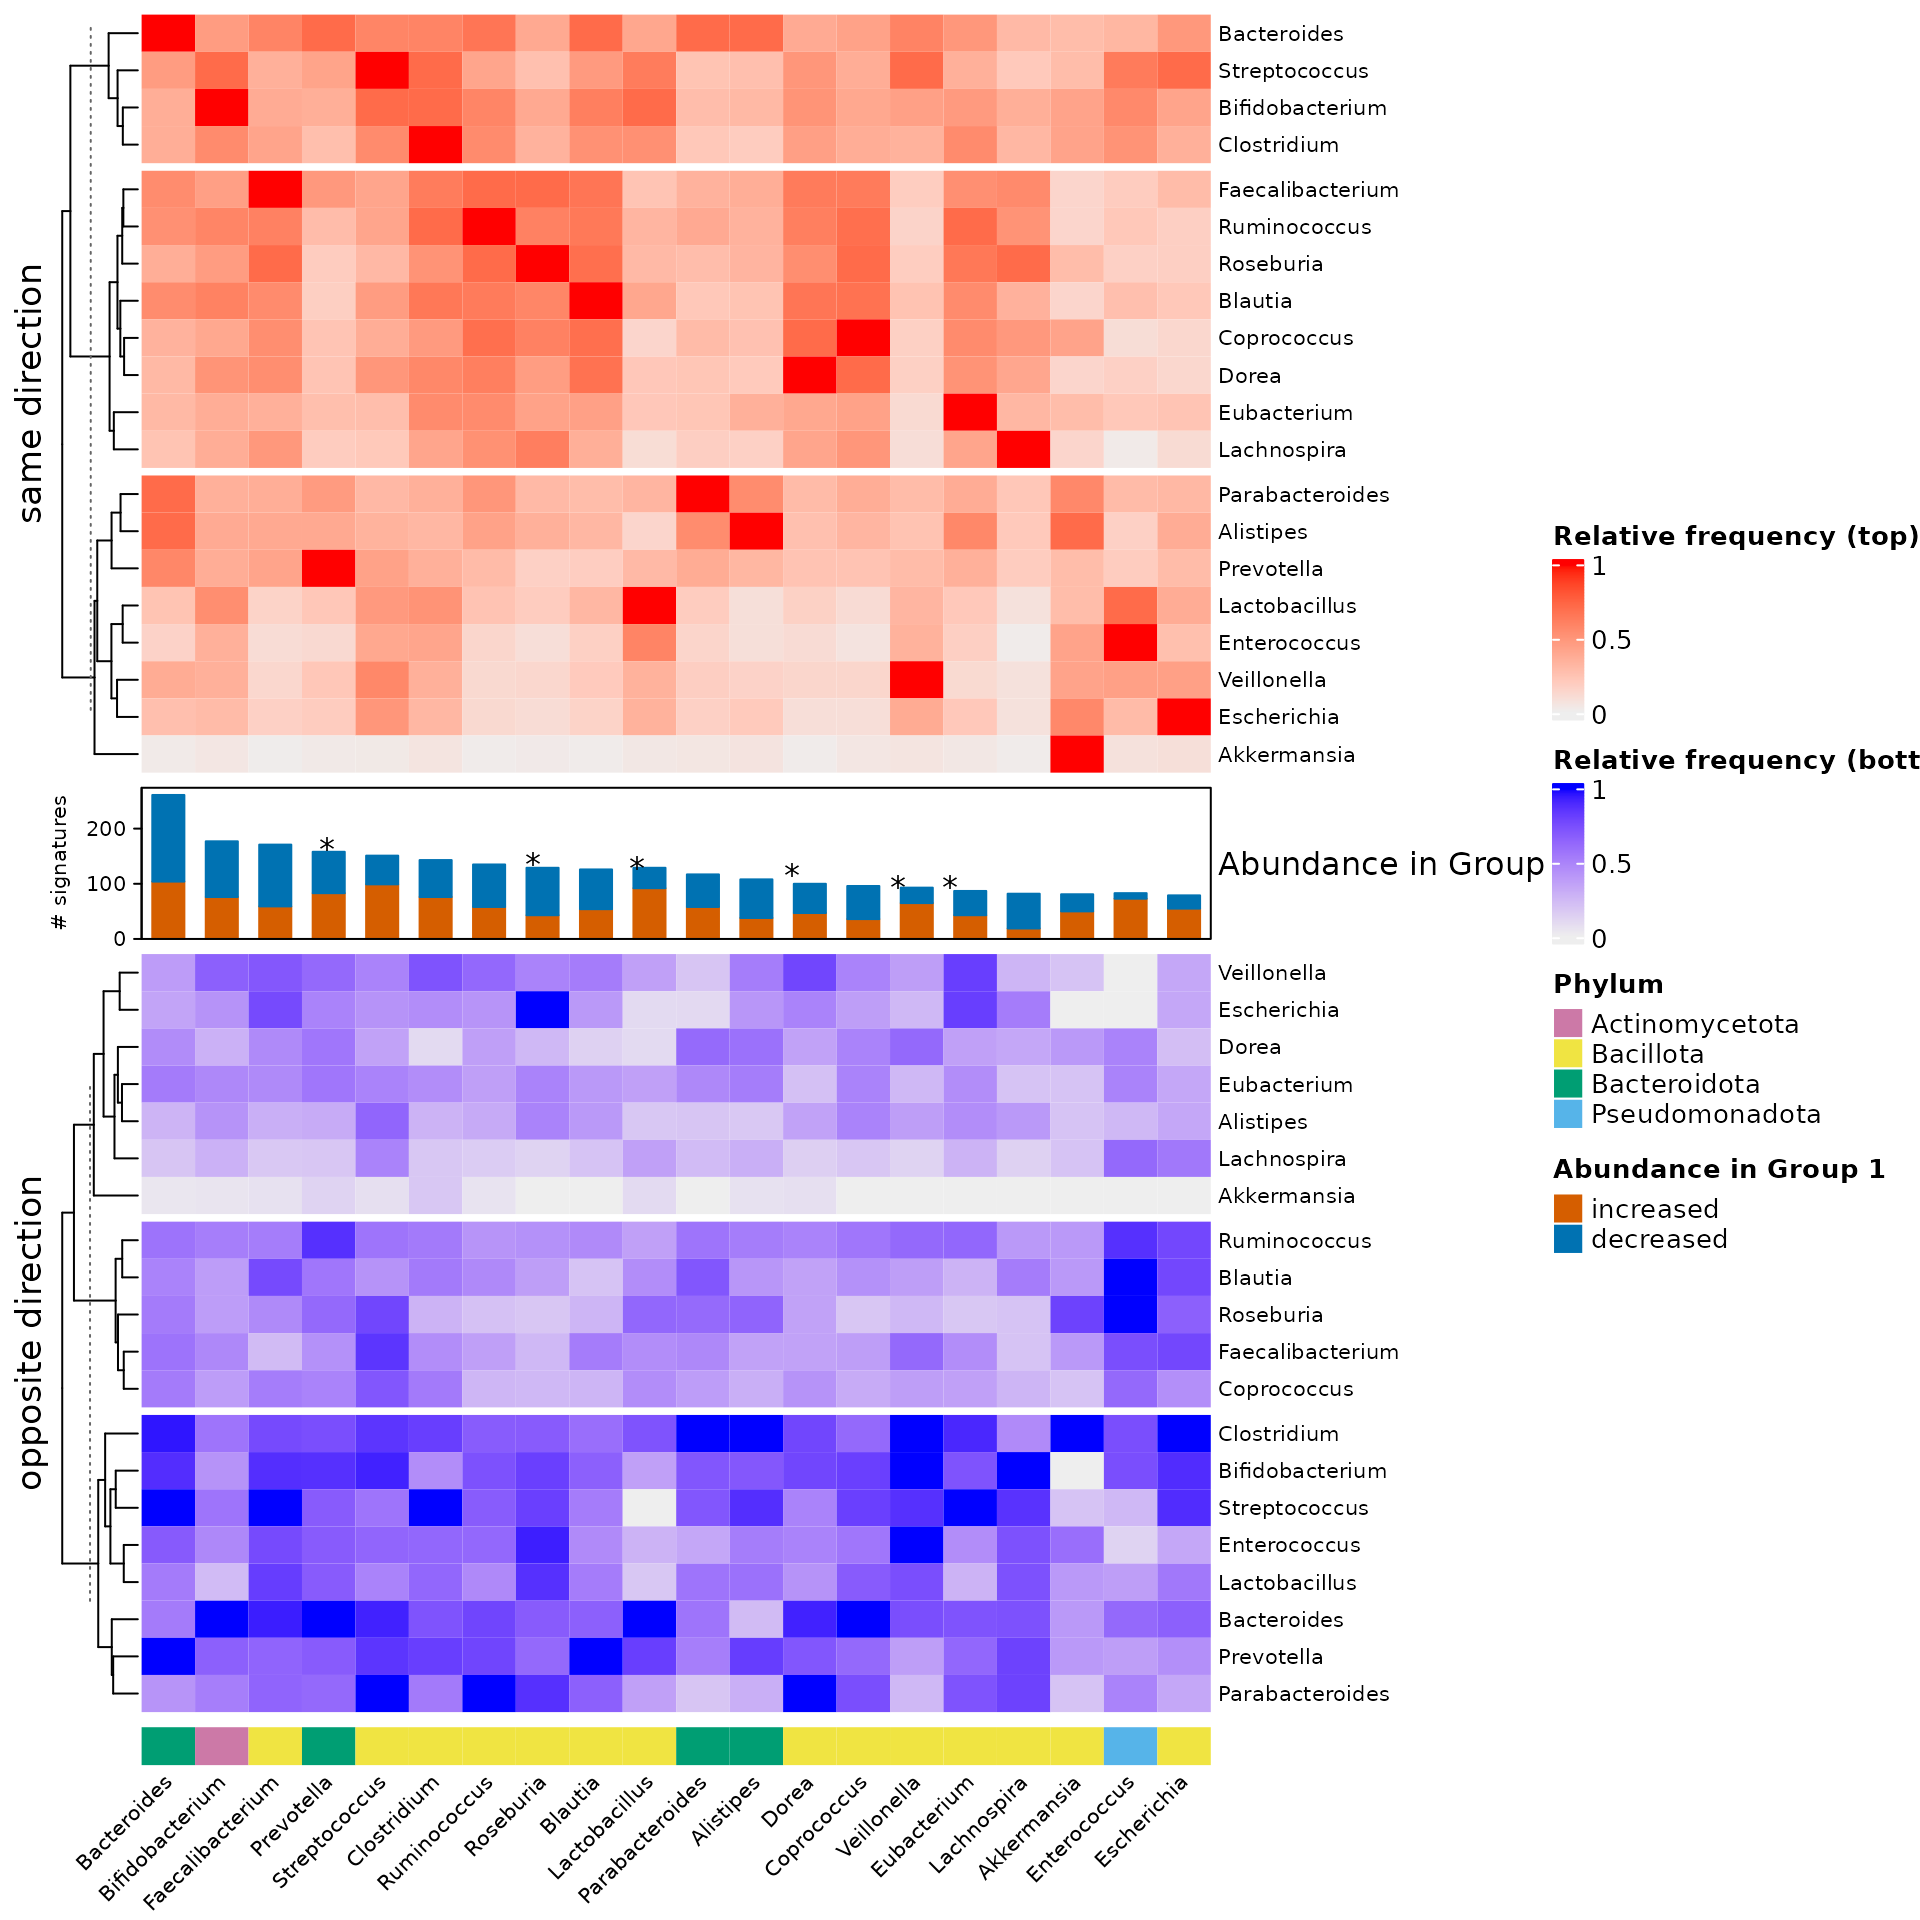 same direction
Bacteroides
Streptococcus
Bifidobacterium
Clostridium
Faecalibacterium
Ruminococcus
Roseburia
Blautia
Coprococcus
Dorea
Eubacterium
Lachnospira
Parabacteroides
Alistipes
Prevotella
Lactobacillus
Enterococcus
Veillonella
Escherichia
Akkermansia
# signatures
200
100
0
* * * * * *
Abundance in Group
opposite direction
Veillonella
Escherichia
Dorea
Eubacterium
Alistipes
Lachnospira
Akkermansia
Ruminococcus
Blautia
Roseburia
Faecalibacterium
Coprococcus
Clostridium
Bifidobacterium
Streptococcus
Enterococcus
Lactobacillus
Bacteroides
Prevotella
Parabacteroides
Bacteroides
Bifidobacterium
Faecalibacterium
Prevotella
Streptococcus
Clostridium
Ruminococcus
Roseburia
Blautia
Lactobacillus
Parabacteroides
Alistipes
Dorea
Coprococcus
Veillonella
Eubacterium
Lachnospira
Akkermansia
Enterococcus
Escherichia
Relative frequency (top)
1
0.5
0
Relative frequency (bott
1
0.5
0
Phylum
Actinomycetota
Bacillota
Bacteroidota
Pseudomonadota
Abundance in Group 1
increased
decreased